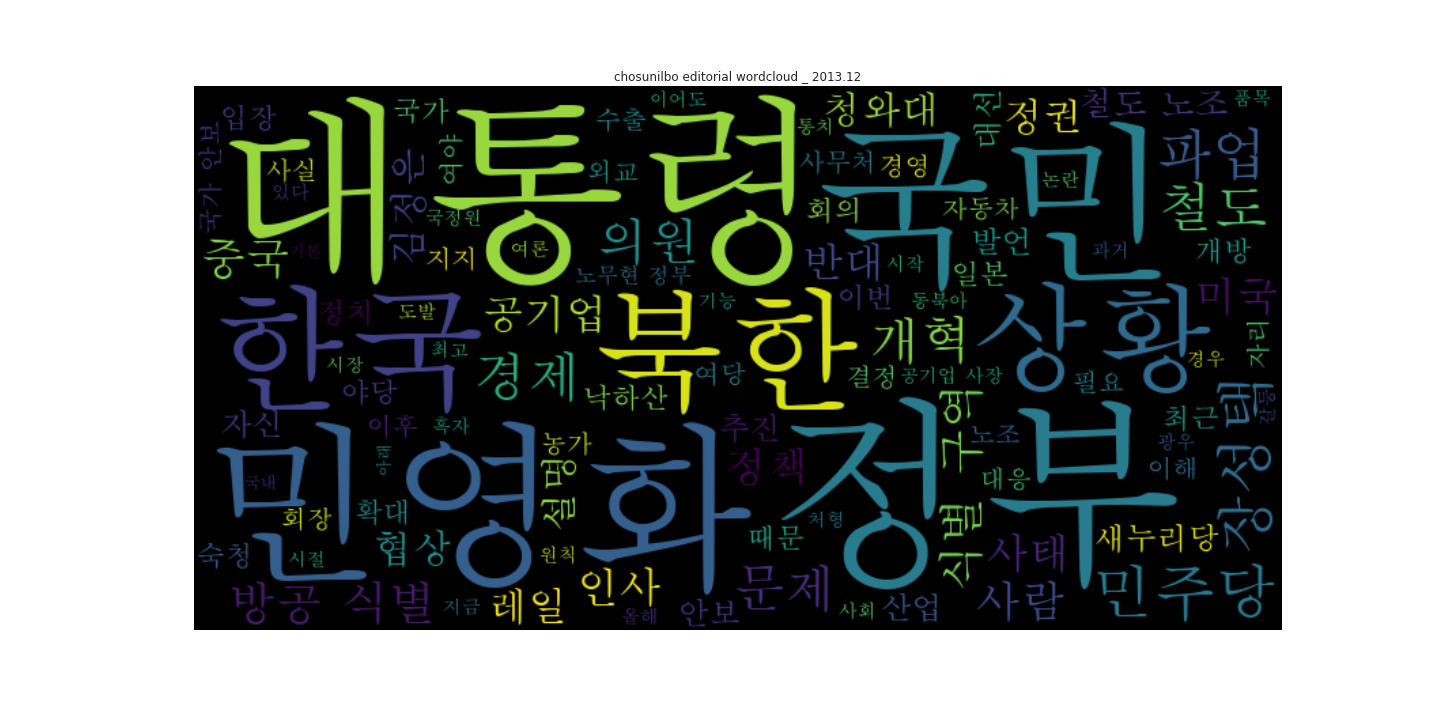 chosunilbo editorial wordcloud _ 2013.12
입장
국가
이어도
수출
통치
청와대
대선
정권
철도 노조
품목
국가 안보
사실
있다
대통령
여야
김정은
국정원
외교
사무처
경영
국민
논란
파업
철도
회의
자동차
중국
기분
지지
여론
의원
노무현 정부
반대
시작
발언
일본
과거
개방
한국
정치
도발
공기업
북한
기능
이번
동북아
상황
미국
자리
시장
최고
경제
여당
개혁
결정
공기업 사장
필요
경우
야당
낙하산
자신
이후
흑자
농가
추진
정책
구역
식별
노조
최근
장성택
갈등
광우
이해
민영화
정부
국내
아래
설명
회장
확대
대응
처형
숙청
시절
협상
원칙
때문
사태
새누리당
방공 식별
지금
레일
인사
올해
안보
문제
사회
산업
사람
민주당